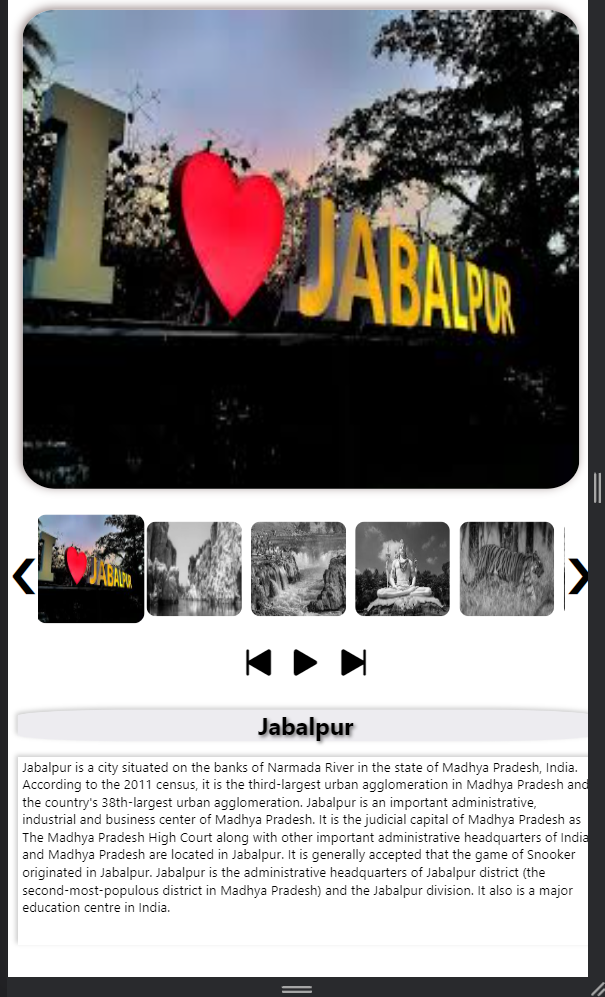 I ❤ JABALPUR
I ❤ JABALPUR
Jabalpur
Jabalpur is a city situated on the banks of Narmada River in the state of Madhya Pradesh, India.
According to the 2011 census, it is the third-largest urban agglomeration in Madhya Pradesh and
the country's 38th-largest urban agglomeration. Jabalpur is an important administrative,
industrial and business center of Madhya Pradesh. It is the judicial capital of Madhya Pradesh as
The Madhya Pradesh High Court along with other important administrative headquarters of India
and Madhya Pradesh are located in Jabalpur. It is generally accepted that the game of Snooker
originated in Jabalpur. Jabalpur is the administrative headquarters of Jabalpur district (the
second-most-populous district in Madhya Pradesh) and the Jabalpur division. It also is a major
education centre in India.